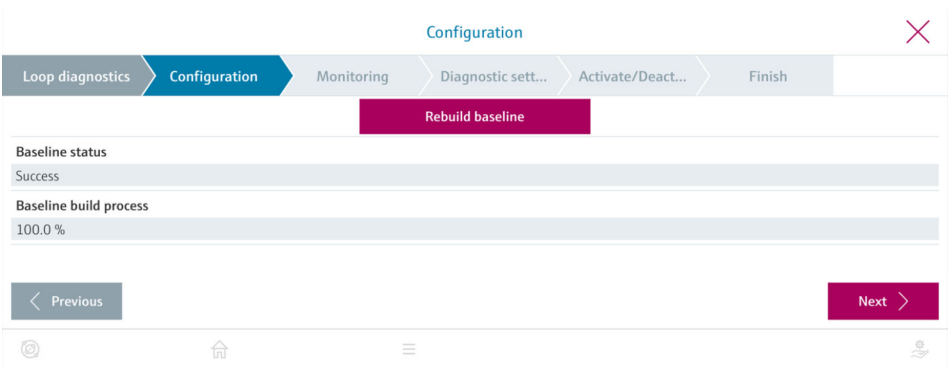 Configuration
Loop diagnostics
Configuration
Monitoring
Diagnostic sett...
Activate/Deact...
Finish
Rebuild baseline
Baseline status
Success
Baseline build process
100.0 %
Previous
Next